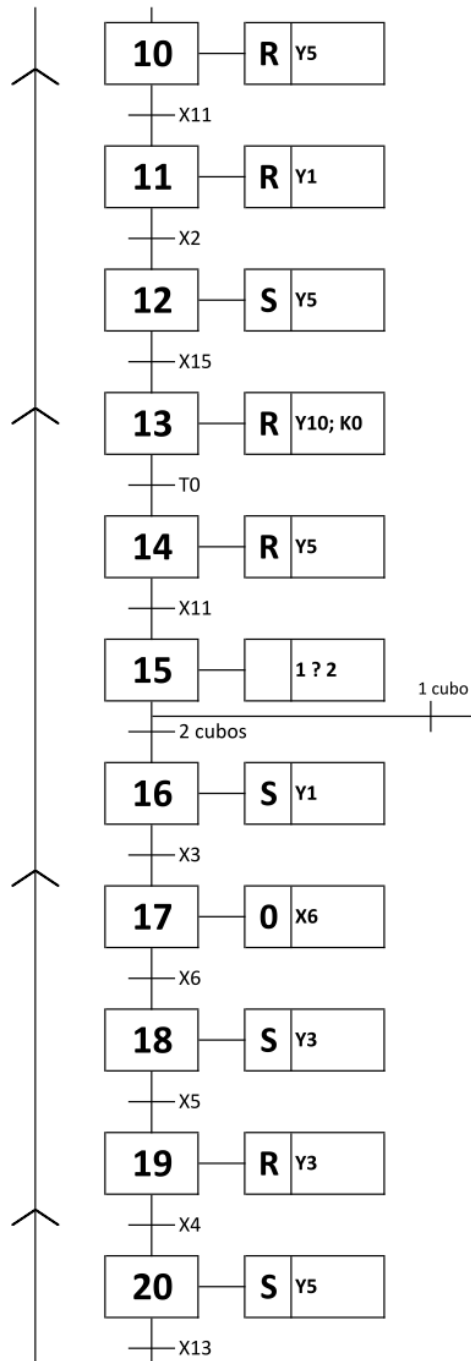 10 R Y5
X11
11 R Y1
X2
12 S Y5
X15
13 R Y10; K0
T0
14 R Y5
X11
15 1 ? 2
1 cubo
2 cubos
16 S Y1
X3
17 0 X6
X6
18 S Y3
X5
19 R Y3
X4
20 S Y5
X13